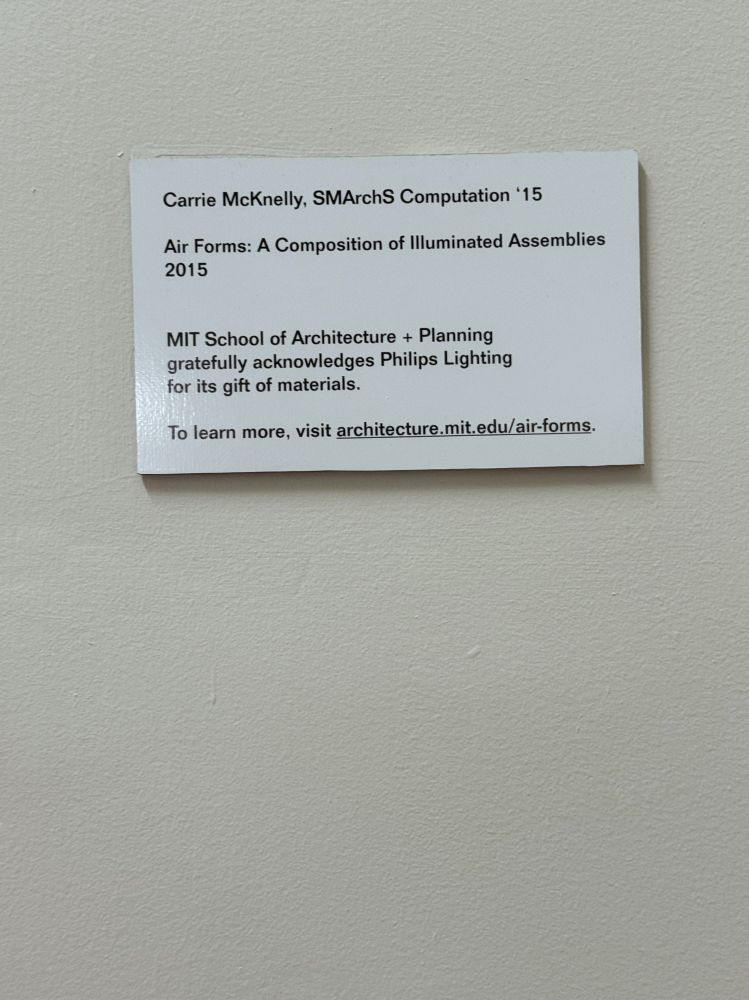 Carrie McKnelly, SMArchS Computation ‘15
Air Forms: A Composition of Illuminated Assemblies
2015
MIT School of Architecture + Planning
gratefully acknowledges Philips Lighting
for its gift of materials.
To learn more, visit architecture.mit.edu/air-forms.